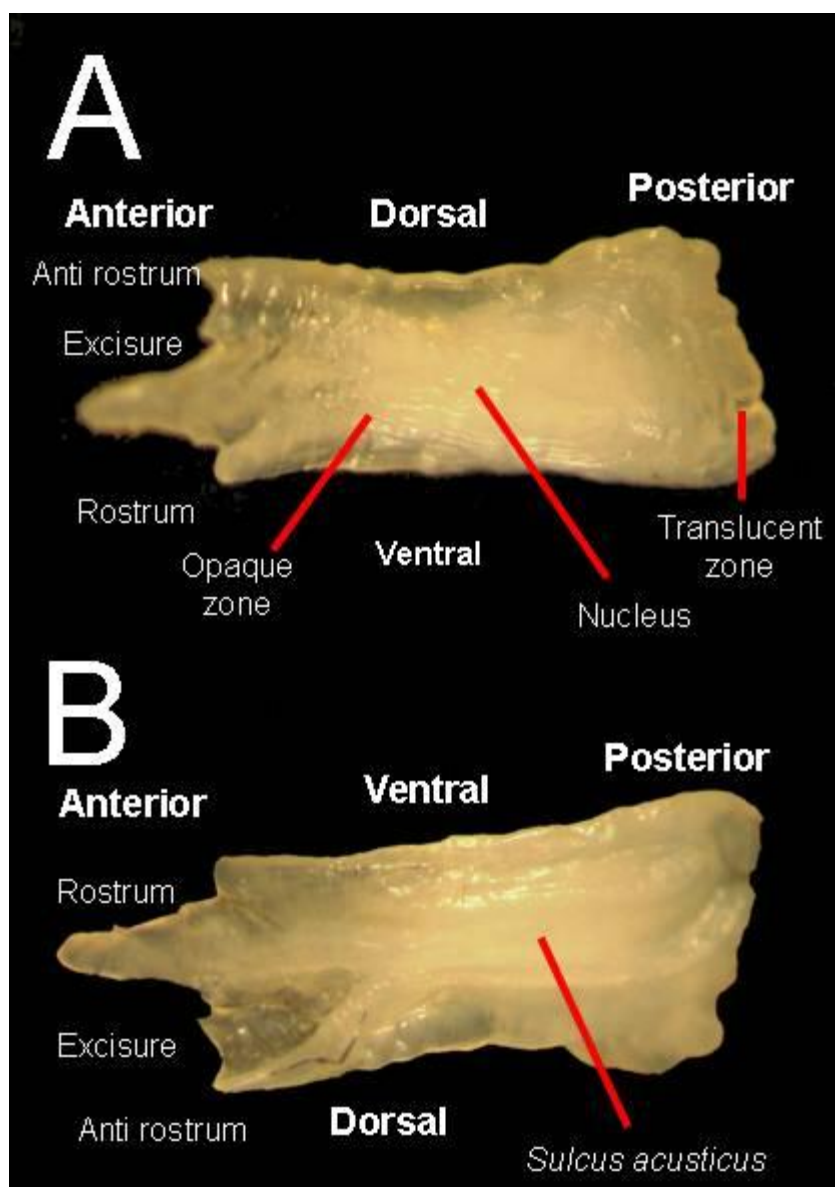 A
Posterior
Anterior
Dorsal
Anti rostrum
Excisure
Rostrum
Translucent
zone
Ventral
Opaque
zone
Nucleus
B
Posterior
Ventral
Anterior
Rostrum
Excisure
Dorsal
Anti rostrum
Sulcus acusticus